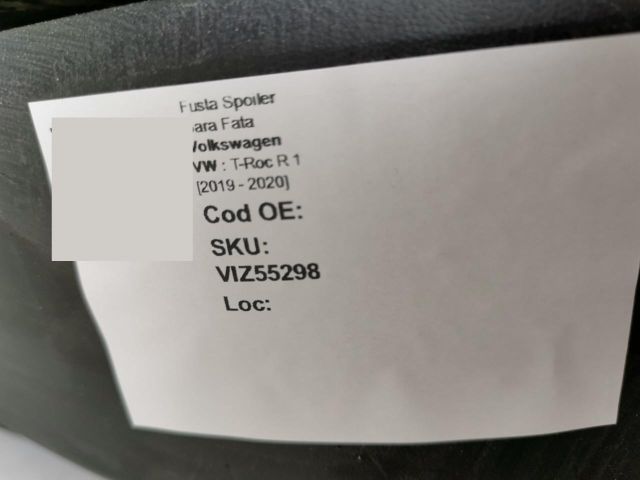 Fusta Spoiler
Bara Fata
Volkswagen
VW : T-Roc R 1
[2019 - 2020]
Cod OE:
SKU:
VIZ55298
Loc: